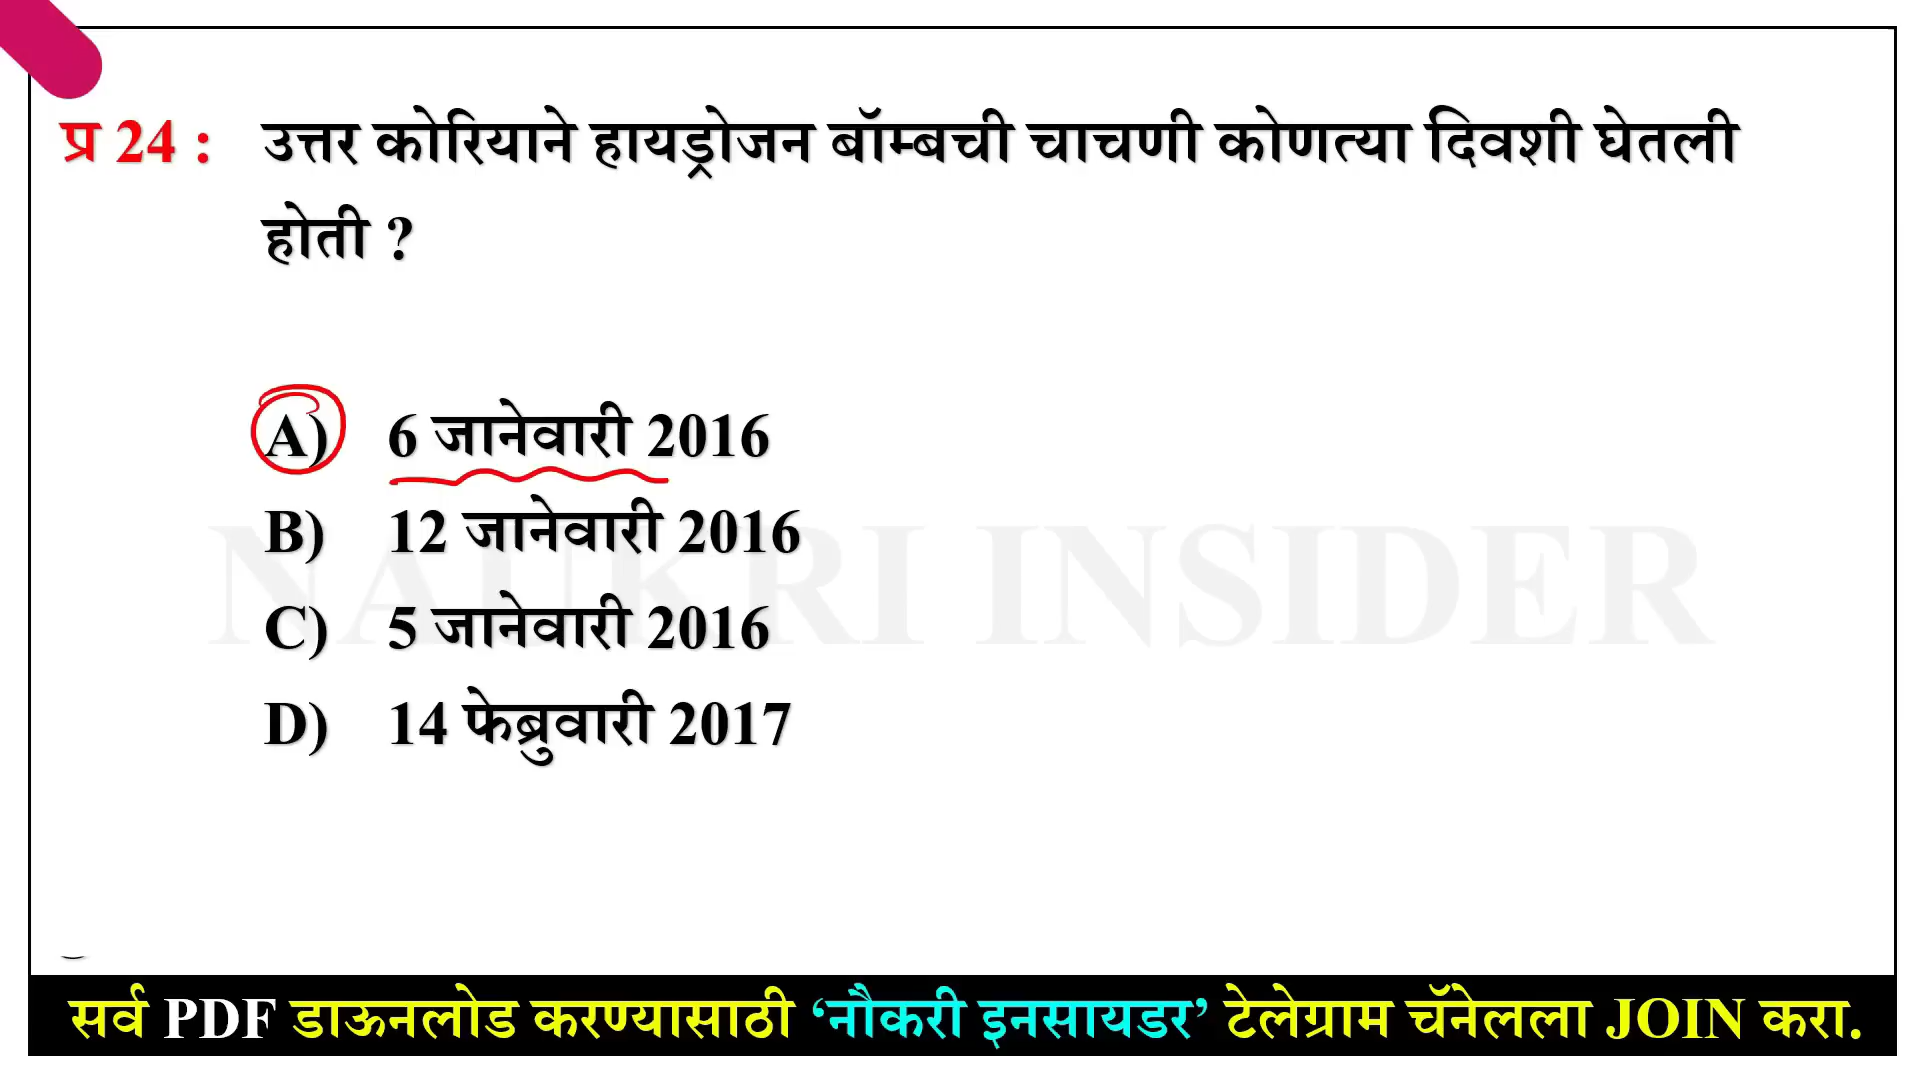 प्र 24 : उत्तर कोरियाने हायड्रोजन बॉम्बची चाचणी कोणत्या दिवशी घेतली
होती ?
A) 6 जानेवारी 2016
B) 12 जानेवारी 2016
NAUKRI INSIDER
C) 5 जानेवारी 2016
D) 14 फेब्रुवारी 2017
सर्व PDF डाऊनलोड करण्यासाठी ‘नौकरी इनसायडर’ टेलेग्राम चॅनेलला JOIN करा.